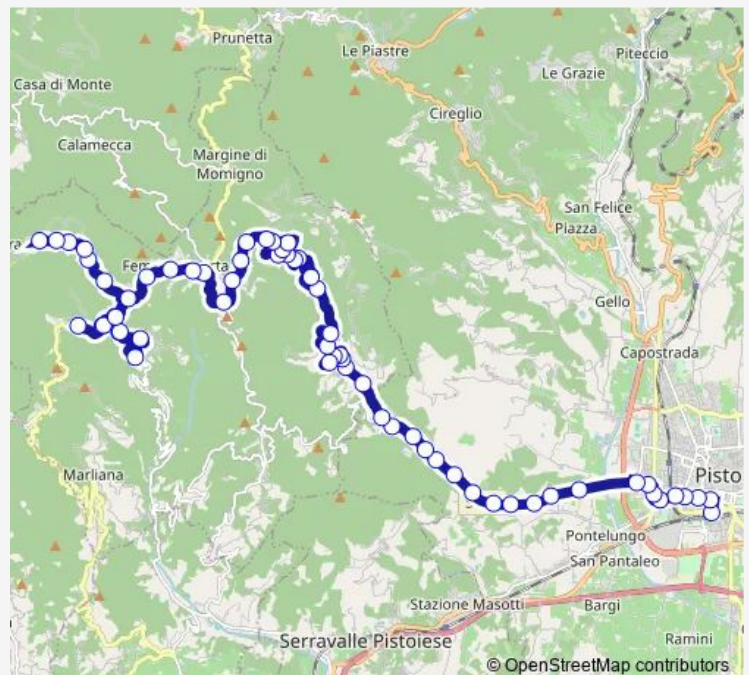 Prunetta
Le Piastre
Piteccio
Le Grazie
Casa di Monte
Cireglio
Calamecca
Margine di
Momigno
San Felice
Piazza
Gello
Capostrada
Marliana
Pisto
Pontelungo
San Pantaleo
Stazione Masotti
Bargi
Serravalle Pistoiese
Ramini
© OpenStreetMap contributors